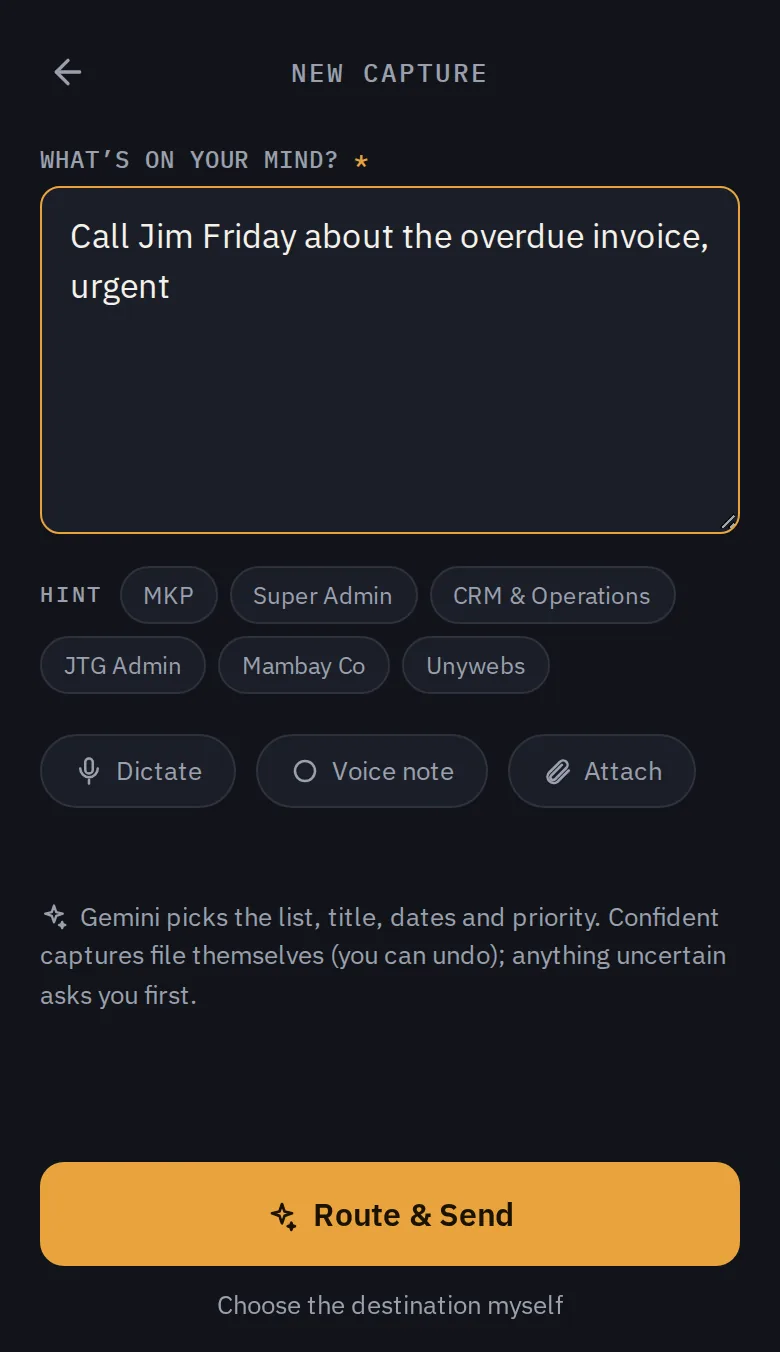 NEW CAPTURE
WHAT’S ON YOUR MIND? *
Call Jim Friday about the overdue invoice,
urgent
HINT MKP Super Admin CRM & Operations
JTG Admin Mambay Co Unywebs
Dictate Voice note Attach
Gemini picks the list, title, dates and priority. Confident
captures file themselves (you can undo); anything uncertain
asks you first.
Route & Send
Choose the destination myself